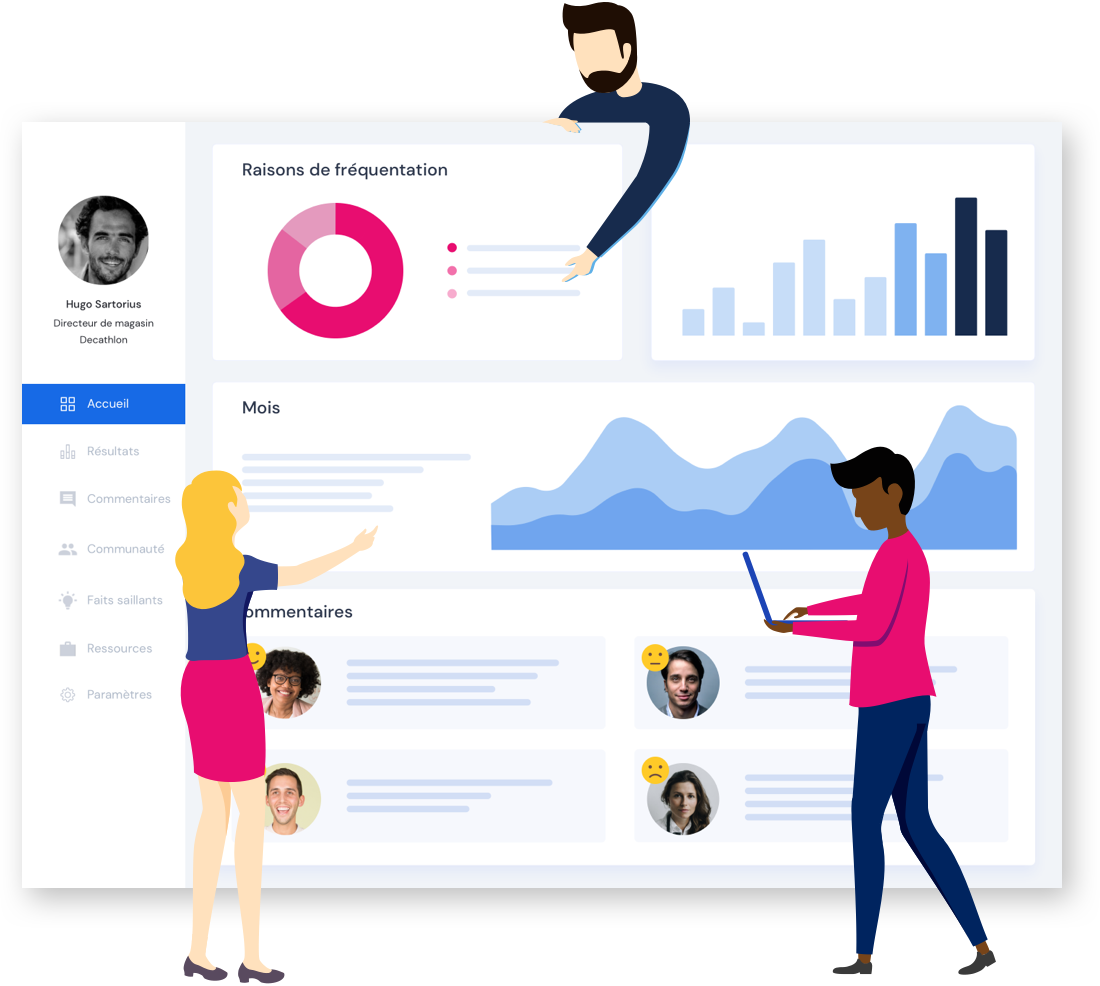 Raisons de fréquentation
Hugo Sartorius
Directeur de magasin
Decathlon
Accueil
Résultats
Commentaires
Communauté
Faits saillants
Ressources
Paramètres
Mois
ommentaires